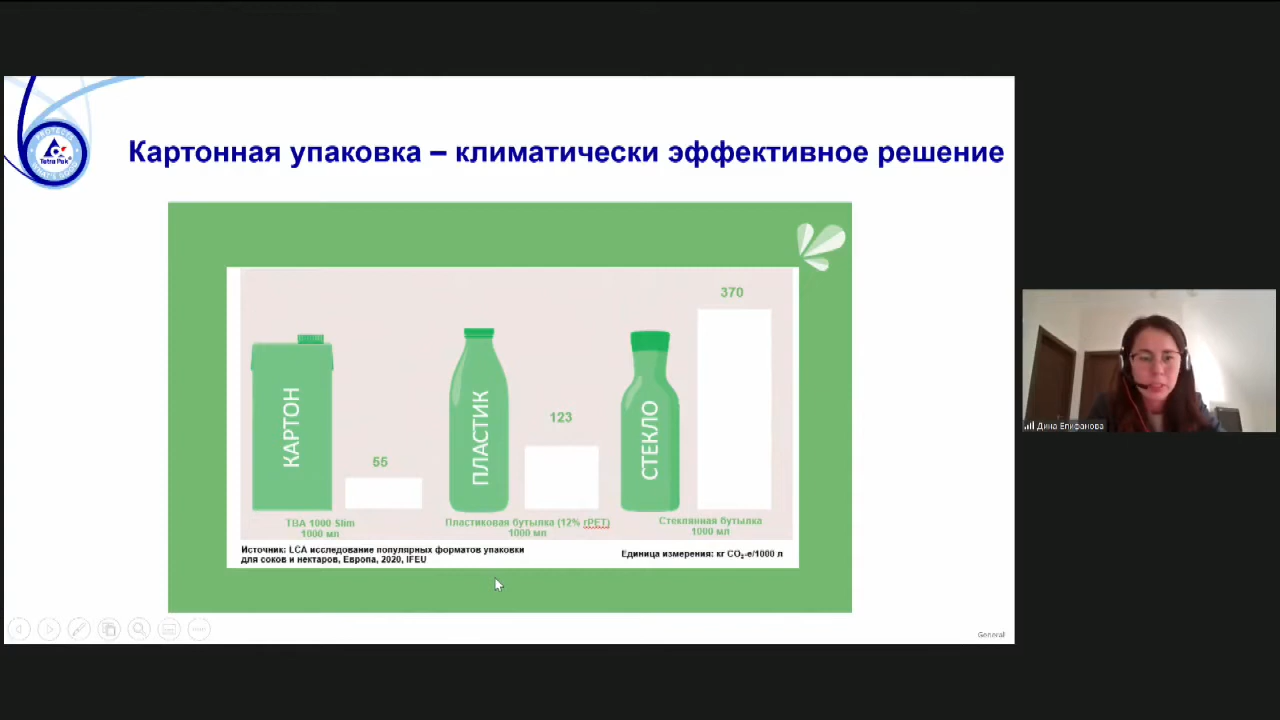 Картонная упаковка – климатически эффективное решение
Tetra Pak
370
123
55
КАРТОН
ПЛАСТИК
СТЕКЛО
TBA 1000 Slim
1000 мл
Пластиковая бутылка (12% rPET)
1000 мл
Стеклянная бутылка
1000 мл
Источник: LCA исследование популярных форматов упаковки
для соков и нектаров, Европа, 2020, IFEU
Единица измерения: кг CO₂-е/1000 л
General
Дина Епифанова